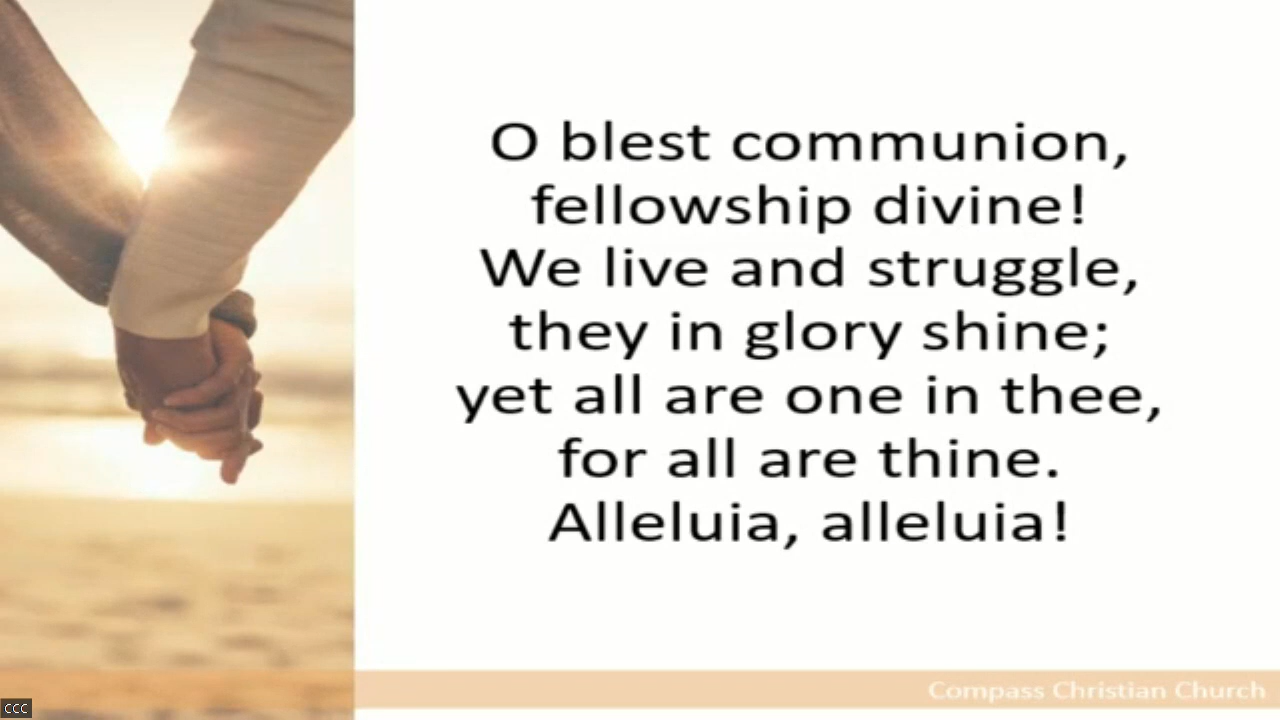 O blest communion,
fellowship divine!
We live and struggle,
they in glory shine;
yet all are one in thee,
for all are thine.
Alleluia, alleluia!
Compass Christian Church
CCC